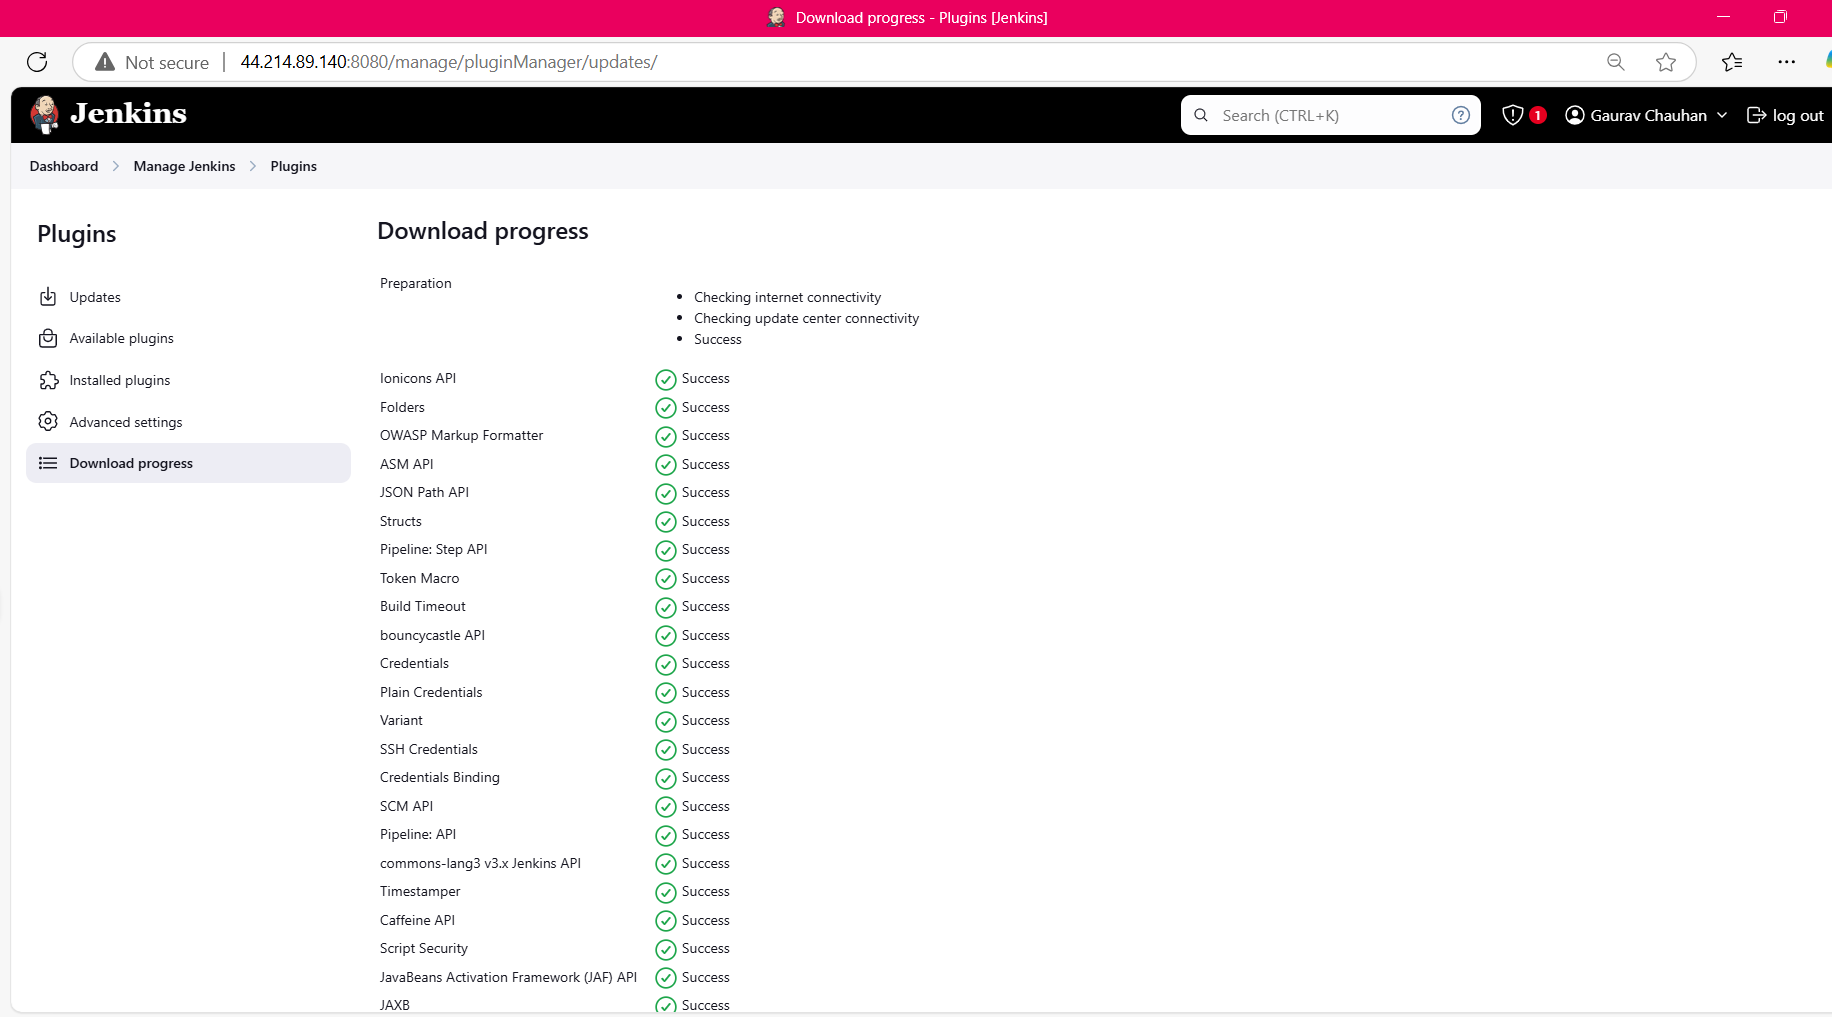 Download progress - Plugins [Jenkins]
Not secure 44.214.89.140:8080/manage/pluginManager/updates/
Jenkins
Search (CTRL+K)
1
Gaurav Chauhan
log out
Dashboard
Manage Jenkins
Plugins
Plugins
Updates
Available plugins
Installed plugins
Advanced settings
Download progress
Download progress
Preparation
Checking internet connectivity
Checking update center connectivity
Success
Ionicons API Success
Folders Success
OWASP Markup Formatter Success
ASM API Success
JSON Path API Success
Structs Success
Pipeline: Step API Success
Token Macro Success
Build Timeout Success
bouncycastle API Success
Credentials Success
Plain Credentials Success
Variant Success
SSH Credentials Success
Credentials Binding Success
SCM API Success
Pipeline: API Success
commons-lang3 v3.x Jenkins API Success
Timestamper Success
Caffeine API Success
Script Security Success
JavaBeans Activation Framework (JAF) API Success
JAXB Success